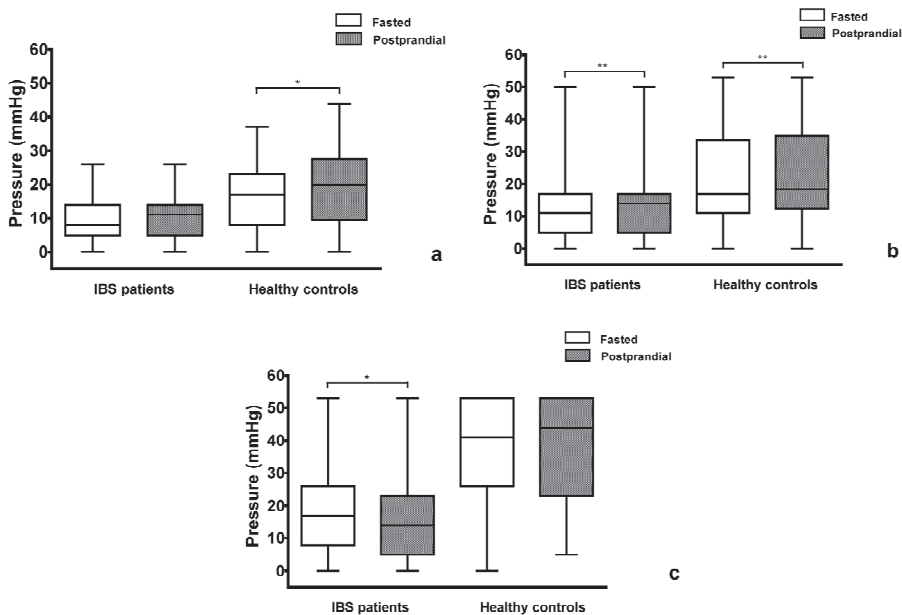 Fasted
Postprandial
60
50
40
30
20
10
0
Pressure (mmHg)
*
IBS patients
Healthy controls
a
Fasted
Postprandial
60
50
40
30
20
10
0
Pressure (mmHg)
**
**
IBS patients
Healthy controls
b
Fasted
Postprandial
60
50
40
30
20
10
0
Pressure (mmHg)
*
IBS patients
Healthy controls
c